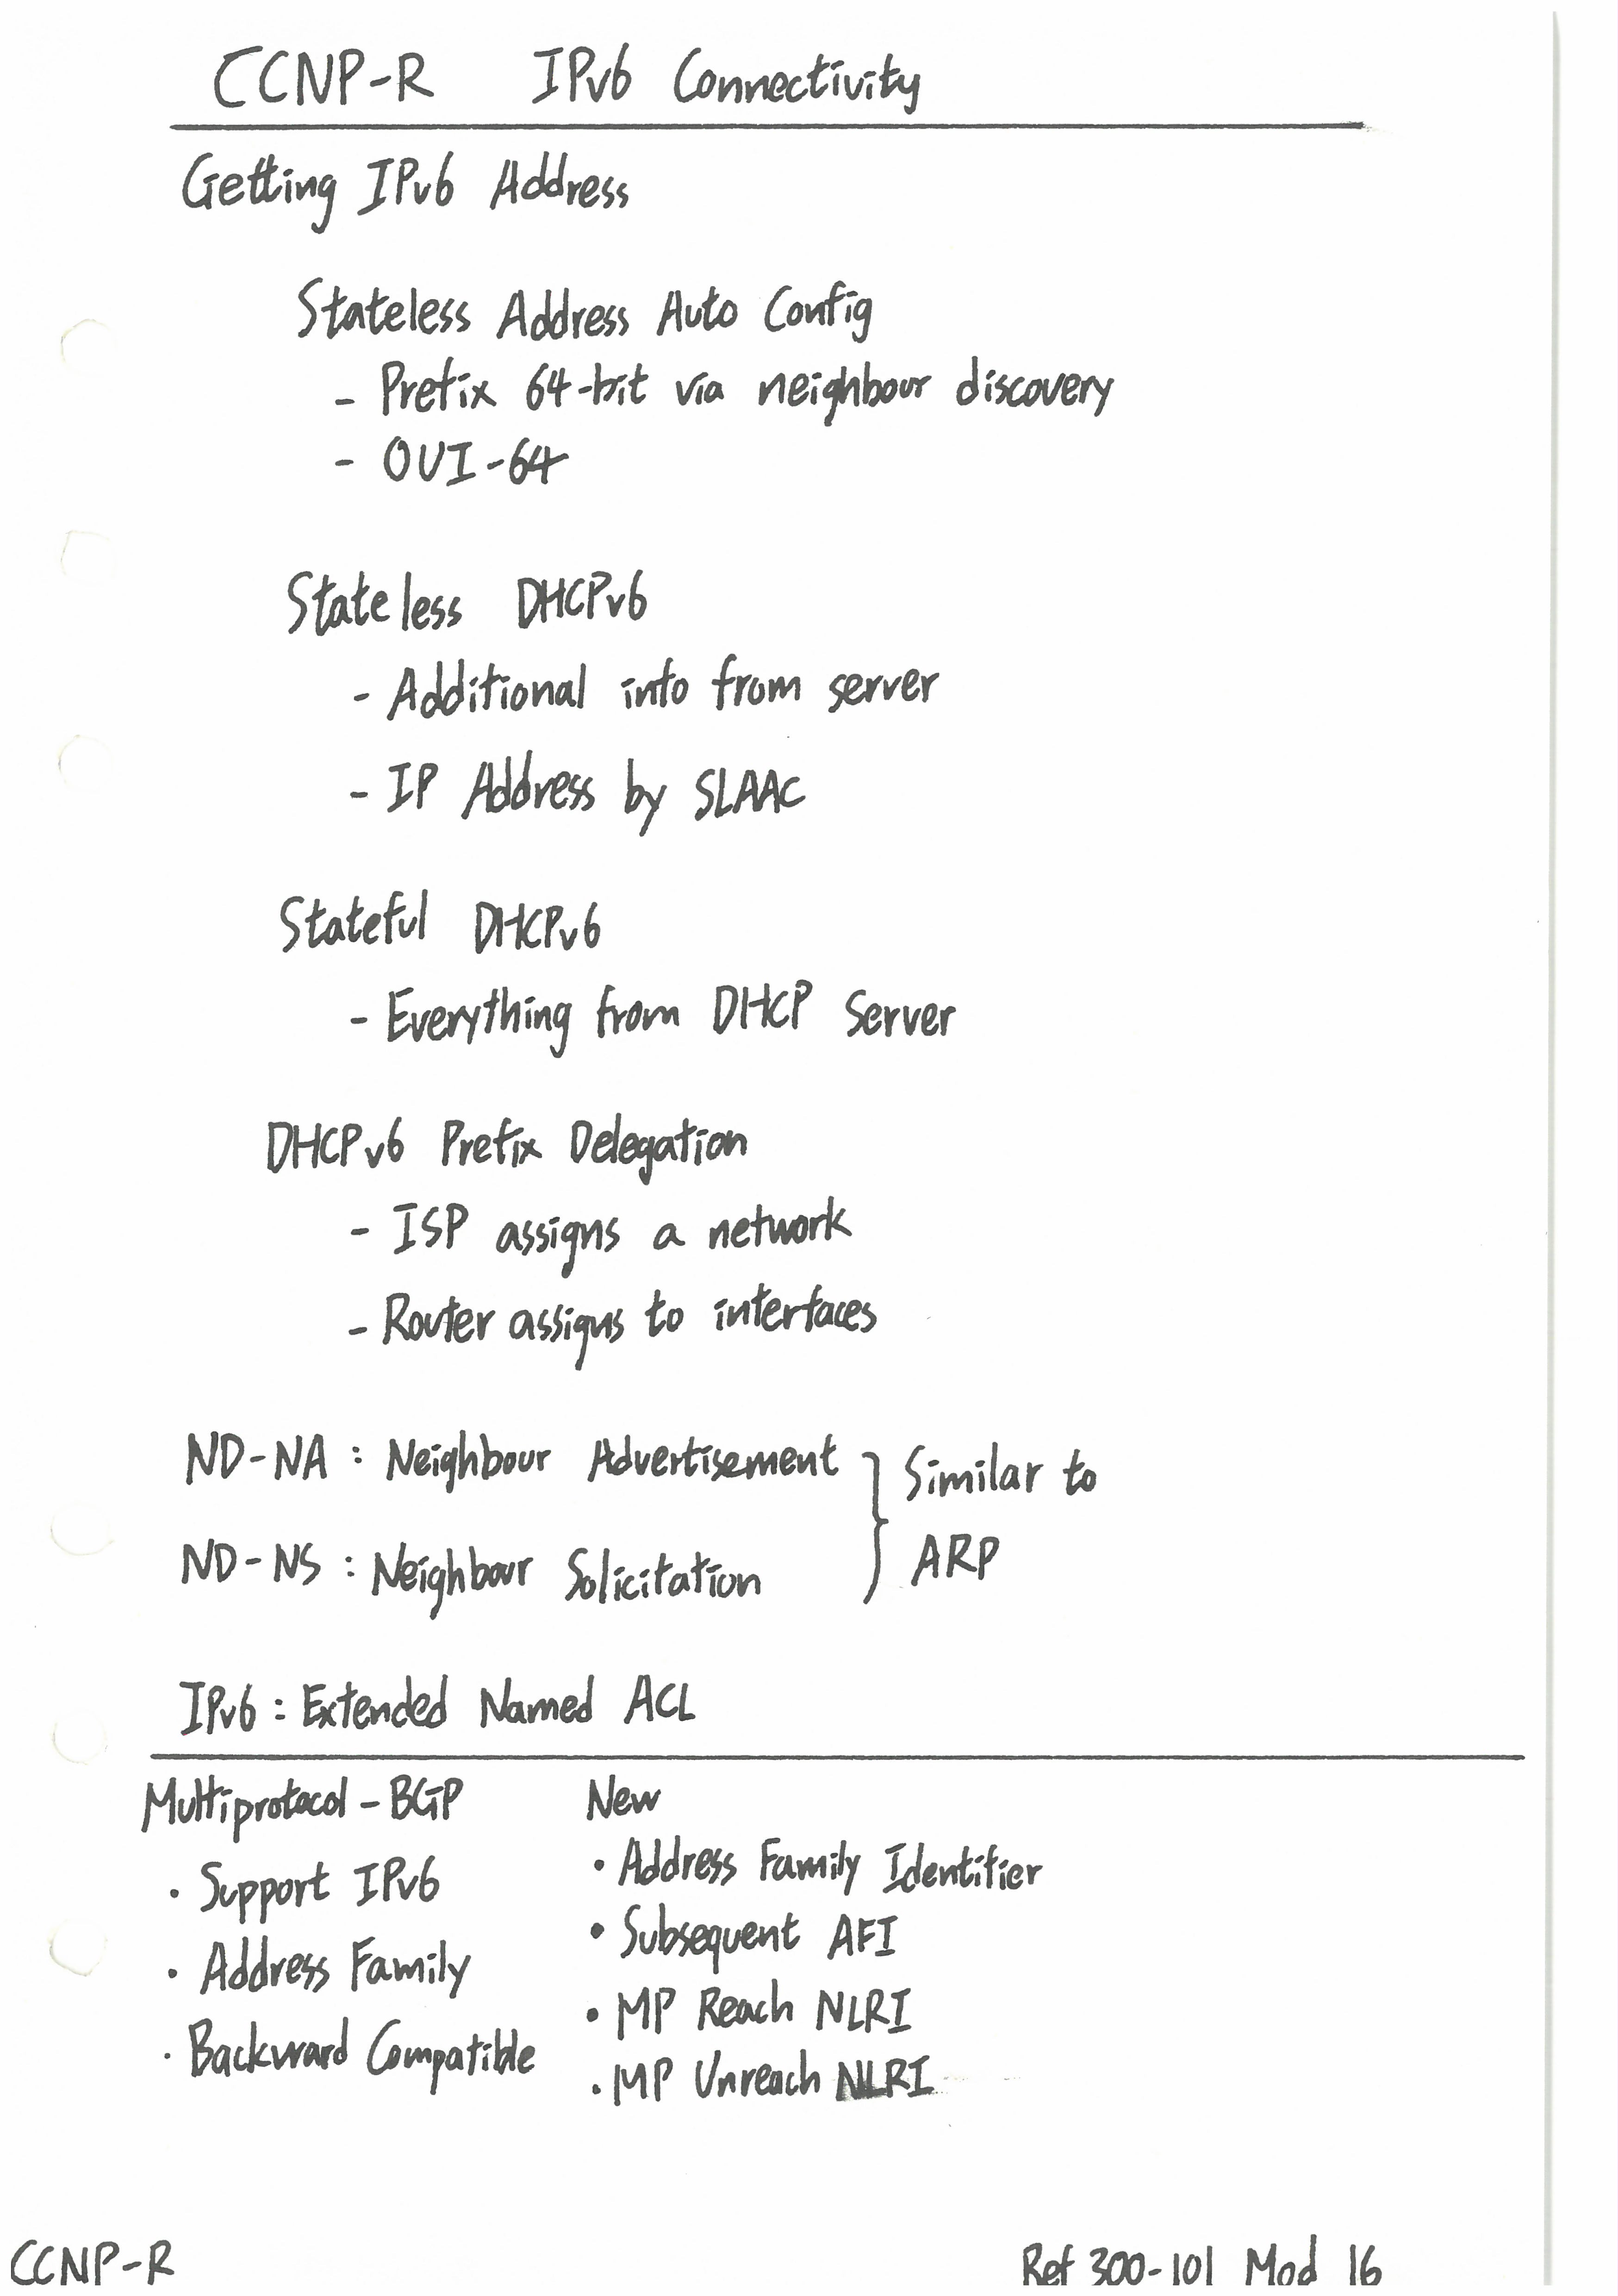 CCNP-R IPv6 Connectivity
Getting IPv6 Address
Stateless Address Auto Config
- Prefix 64-bit via neighbour discovery
- OUI-64
Stateless DHCPv6
- Additional info from server
- IP Address by SLAAC
Stateful DHCPv6
- Everything from DHCP Server
DHCPv6 Prefix Delegation
- ISP assigns a network
- Router assigns to interfaces
ND-NA : Neighbour Advertisement
ND-NS : Neighbour Solicitation
} Similar to
ARP
IPv6 : Extended Named ACL
Multiprotocol-BGP
· Support IPv6
· Address Family
· Backward Compatible
New
• Address Family Identifier
• Subsequent AFI
• MP Reach NLRI
• MP Unreach NLRI
CCNP-R
Ref 300-101 Mod 16